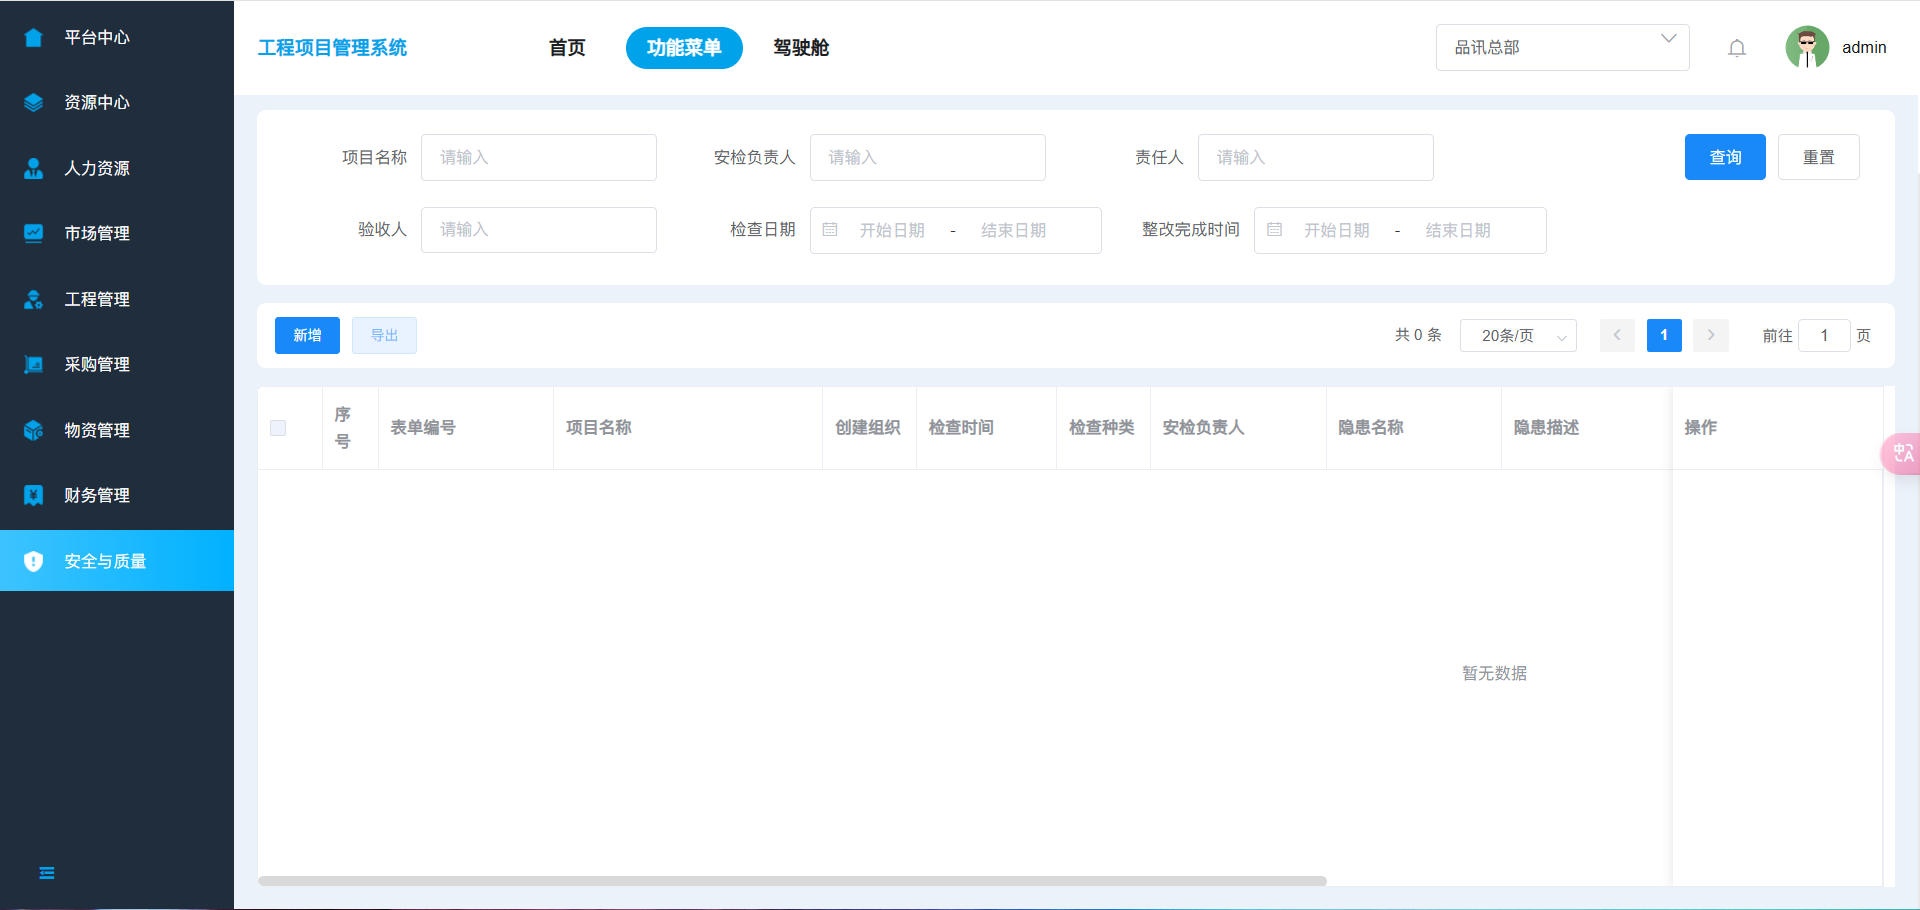 平台中心
资源中心
人力资源
市场管理
工程管理
采购管理
物资管理
财务管理
安全与质量
工程项目管理系统 首页 功能菜单 驾驶舱 品讯总部 admin
项目名称 请输入 安检负责人 请输入 责任人 请输入 查询 重置
验收人 请输入 检查日期 开始日期 - 结束日期 整改完成时间 开始日期 - 结束日期
新增 导出 共 0 条 20条/页 1 前往 1 页
序号 表单编号 项目名称 创建组织 检查时间 检查种类 安检负责人 隐患名称 隐患描述 操作
中A
暂无数据